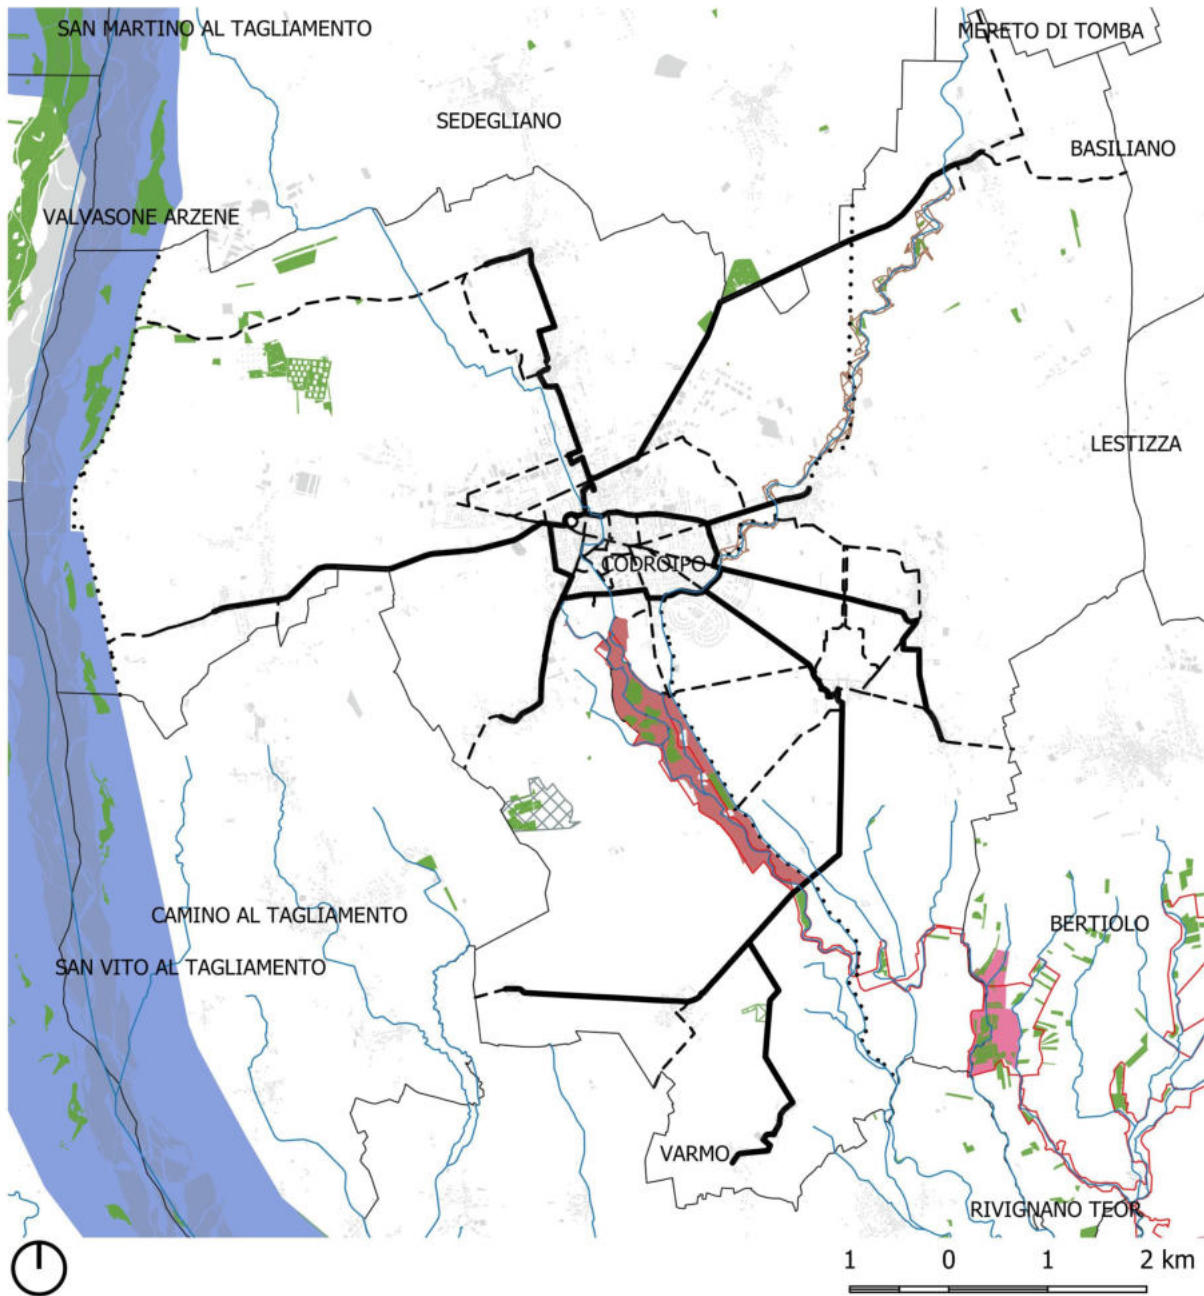 SAN MARTINO AL TAGLIAMENTO
MERETO DI TOMBA
SEDEGLIANO
BASILIANO
VALVASONE ARZENE
LESTIZZA
CODROIPO
CAMINO AL TAGLIAMENTO
BERTIOLO
SAN VITO AL TAGLIAMENTO
VARMO
RIVIGNANO TEOR
1 0 1 2 km